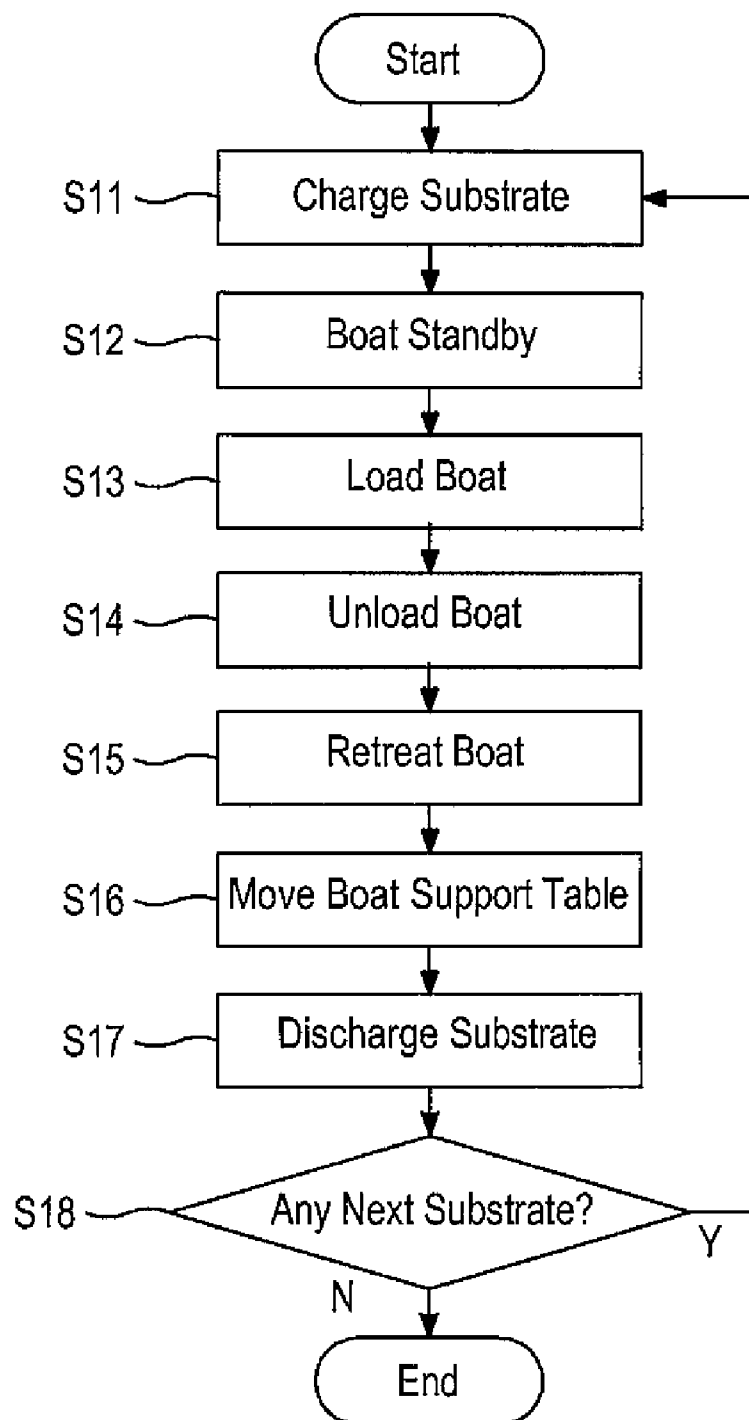 Start
S11 Charge Substrate
S12 Boat Standby
S13 Load Boat
S14 Unload Boat
S15 Retreat Boat
S16 Move Boat Support Table
S17 Discharge Substrate
S18 Any Next Substrate?
Y
N
End